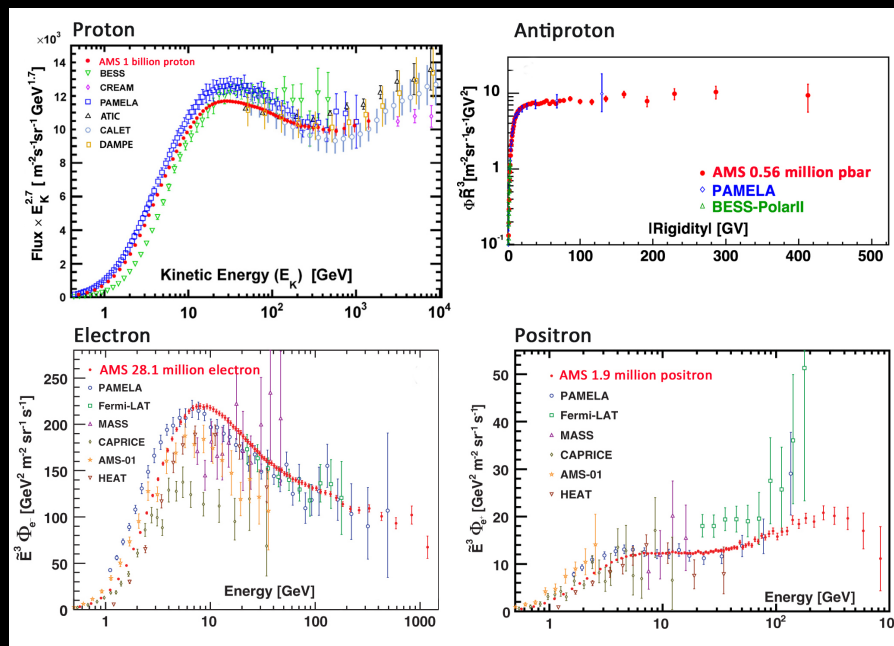 Proton
×10³
14
12
10
8
6
4
2
0
Flux × E_K^2.7 [ m⁻²s⁻¹sr⁻¹GeV^1.7]
AMS 1 billion proton
BESS
CREAM
PAMELA
ATIC
CALET
DAMPE
Kinetic Energy (E_K) [GeV]
1 10 10² 10³ 10⁴
Antiproton
10
1
10⁻¹
ΦR̃³[m⁻²sr⁻¹s⁻¹GV²]
AMS 0.56 million pbar
PAMELA
BESS-PolarII
|Rigidity| [GV]
0 100 200 300 400 500
Electron
250
200
150
100
50
0
Ẽ³ Φe⁻ [GeV² m⁻² sr⁻¹ s⁻¹]
AMS 28.1 million electron
PAMELA
Fermi-LAT
MASS
CAPRICE
AMS-01
HEAT
Energy [GeV]
1 10 100 1000
Positron
50
40
30
20
10
0
Ẽ³ Φe⁺ [GeV² m⁻² sr⁻¹ s⁻¹]
AMS 1.9 million positron
PAMELA
Fermi-LAT
MASS
CAPRICE
AMS-01
HEAT
Energy [GeV]
1 10 10² 10